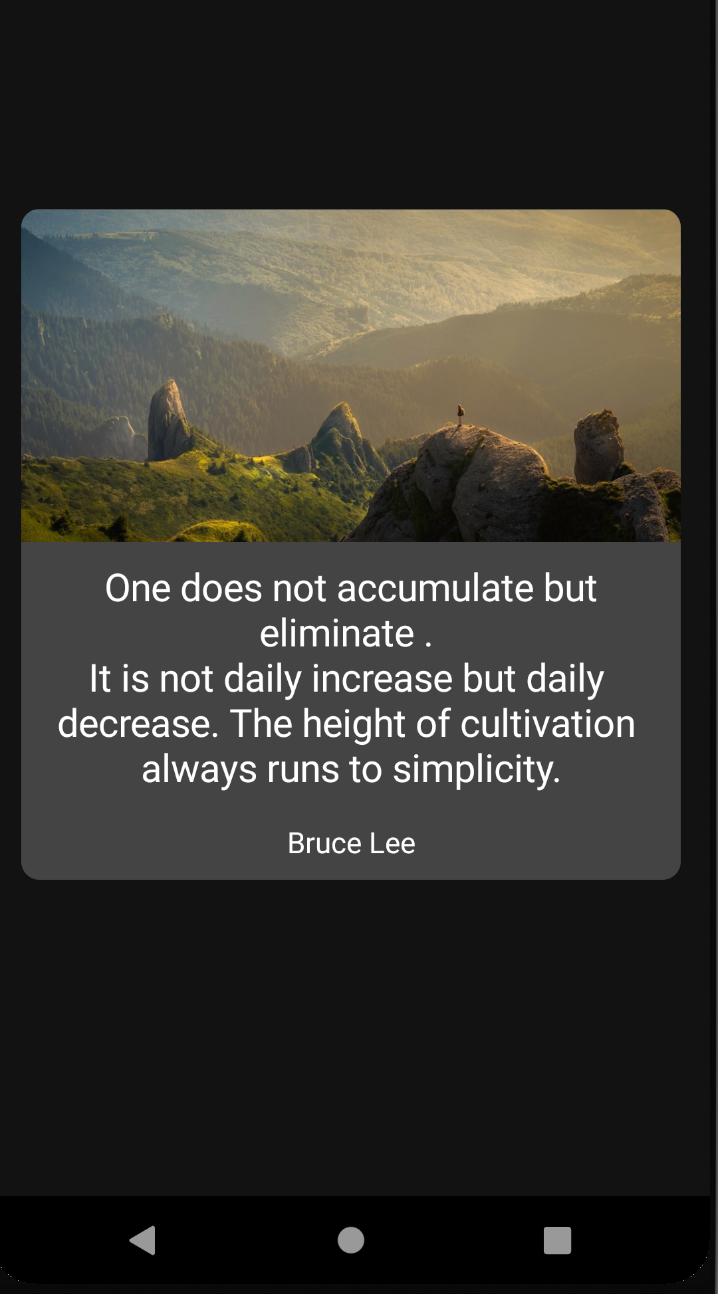 One does not accumulate but
eliminate .
It is not daily increase but daily
decrease. The height of cultivation
always runs to simplicity.
Bruce Lee